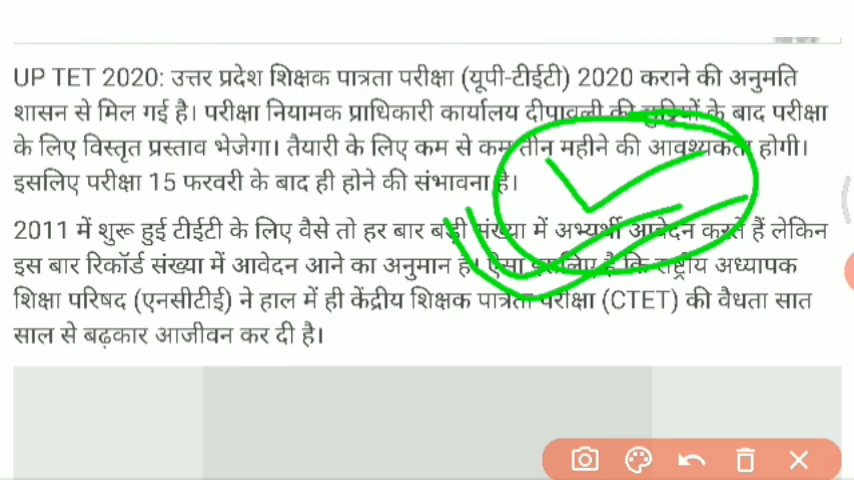 UP TET 2020: उत्तर प्रदेश शिक्षक पात्रता परीक्षा (यूपी-टीईटी) 2020 कराने की अनुमति
शासन से मिल गई है। परीक्षा नियामक प्राधिकारी कार्यालय दीपावली की छुट्टियों के बाद परीक्षा
के लिए विस्तृत प्रस्ताव भेजेगा। तैयारी के लिए कम से कम तीन महीने की आवश्यकता होगी।
इसलिए परीक्षा 15 फरवरी के बाद ही होने की संभावना है।
2011 में शुरू हुई टीईटी के लिए वैसे तो हर बार बड़ी संख्या में अभ्यर्थी आवेदन करते हैं लेकिन
इस बार रिकॉर्ड संख्या में आवेदन आने का अनुमान है। ऐसा इसलिए है कि राष्ट्रीय अध्यापक
शिक्षा परिषद (एनसीटीई) ने हाल में ही केंद्रीय शिक्षक पात्रता परीक्षा (CTET) की वैधता सात
साल से बढ़कार आजीवन कर दी है।